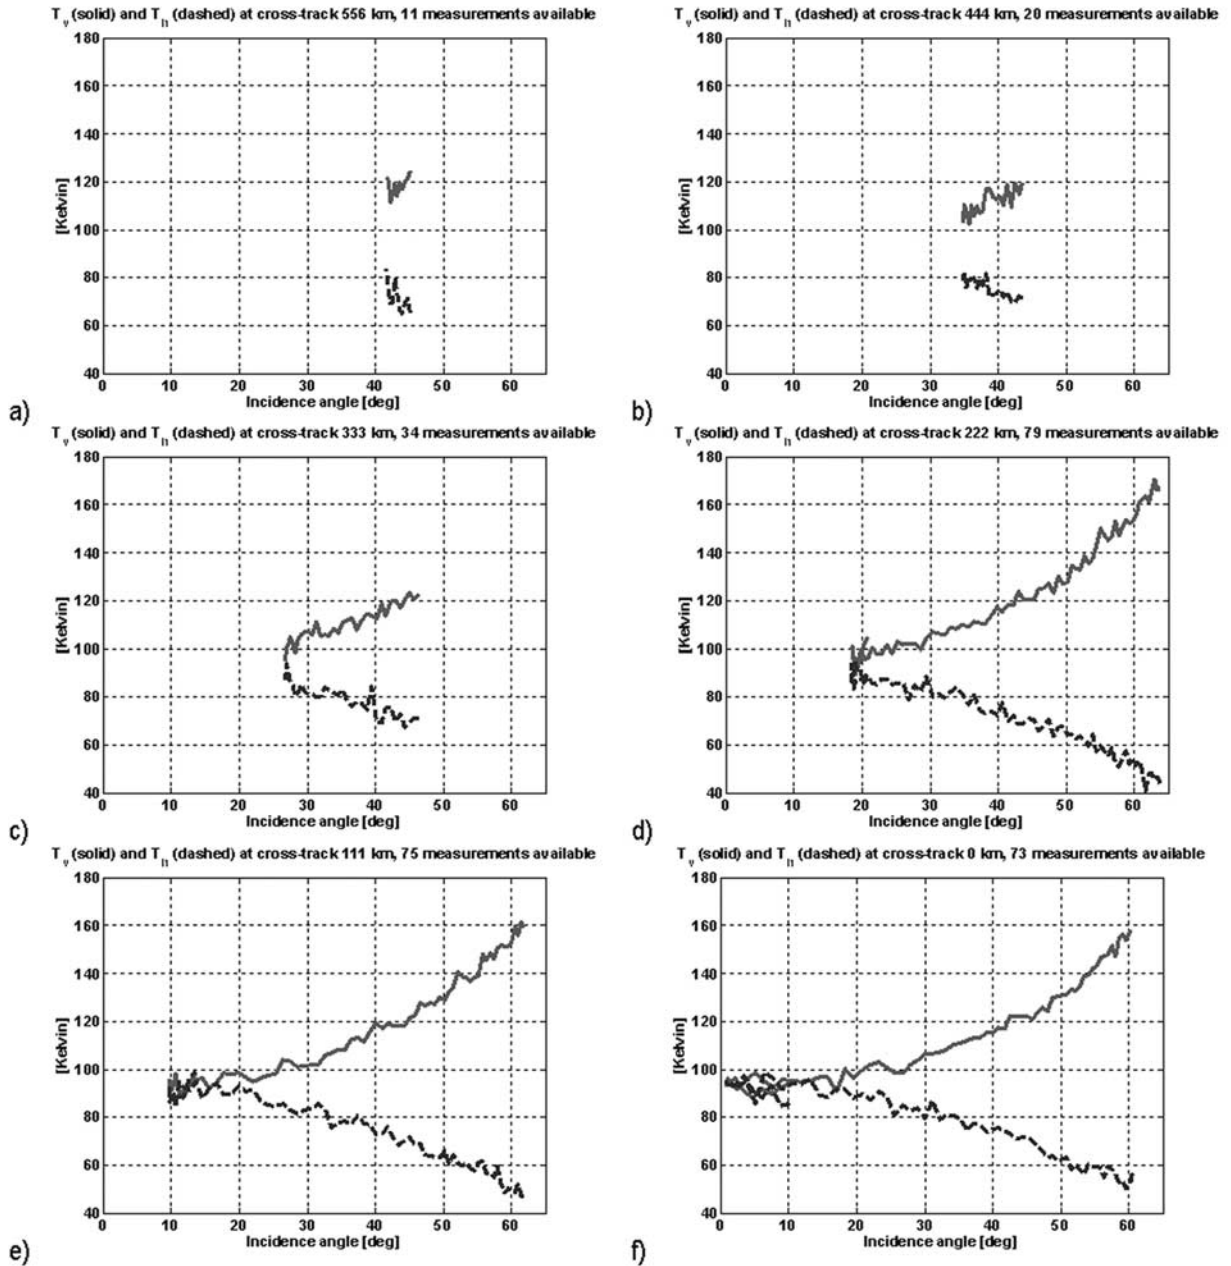 T_v (solid) and T_h (dashed) at cross-track 556 km, 11 measurements available
180
160
140
120
100
80
60
40
[Kelvin]
0 10 20 30 40 50 60
Incidence angle [deg]
a)
T_v (solid) and T_h (dashed) at cross-track 444 km, 20 measurements available
180
160
140
120
100
80
60
40
[Kelvin]
0 10 20 30 40 50 60
Incidence angle [deg]
b)
T_v (solid) and T_h (dashed) at cross-track 333 km, 34 measurements available
180
160
140
120
100
80
60
40
[Kelvin]
0 10 20 30 40 50 60
Incidence angle [deg]
c)
T_v (solid) and T_h (dashed) at cross-track 222 km, 79 measurements available
180
160
140
120
100
80
60
40
[Kelvin]
0 10 20 30 40 50 60
Incidence angle [deg]
d)
T_v (solid) and T_h (dashed) at cross-track 111 km, 75 measurements available
180
160
140
120
100
80
60
40
[Kelvin]
0 10 20 30 40 50 60
Incidence angle [deg]
e)
T_v (solid) and T_h (dashed) at cross-track 0 km, 73 measurements available
180
160
140
120
100
80
60
40
[Kelvin]
0 10 20 30 40 50 60
Incidence angle [deg]
f)